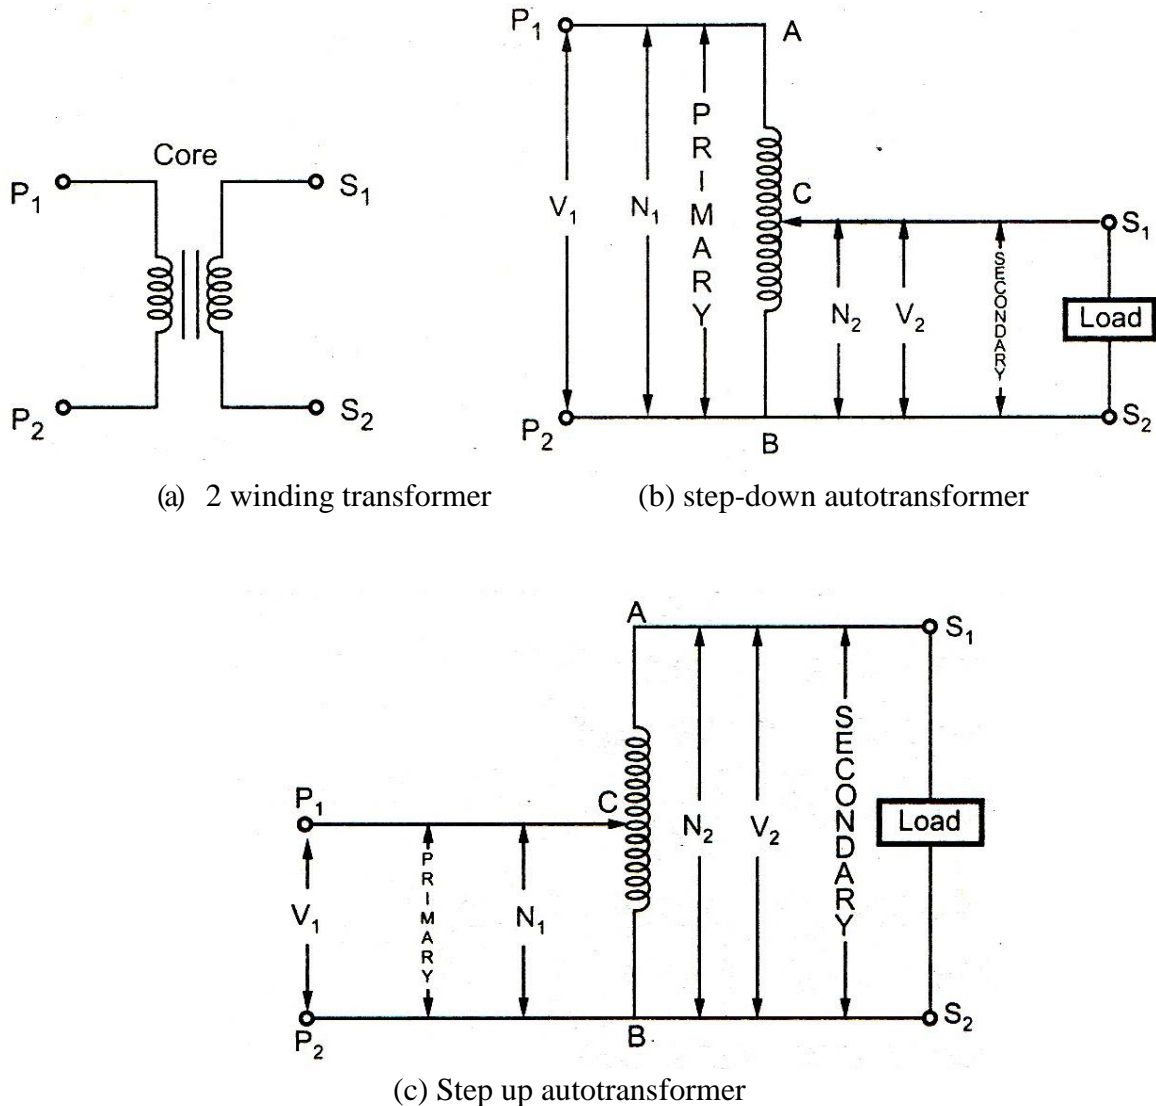 Core
P₁
S₁
P₂
S₂
(a) 2 winding transformer
P₁
A
V₁
N₁
PRIMARY
C
S₁
N₂
V₂
SECONDARY
Load
P₂
B
S₂
(b) step-down autotransformer
A
S₁
P₁
C
N₂
V₂
SECONDARY
Load
V₁
PRIMARY
N₁
P₂
B
S₂
(c) Step up autotransformer